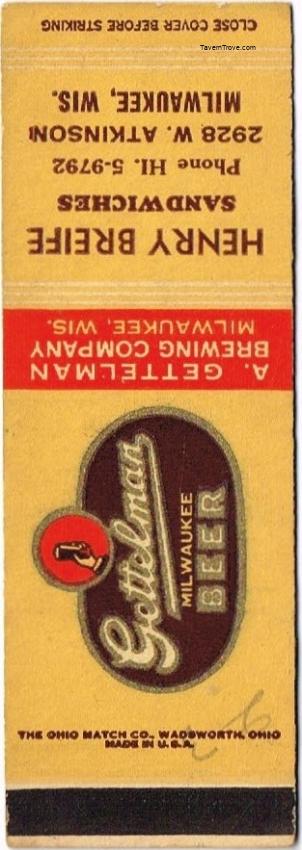 CLOSE COVER BEFORE STRIKING
TavernTrove.com
HENRY BREIFE
SANDWICHES
Phone HI. 5-9792
2928 W. ATKINSON
MILWAUKEE, WIS.
A. GETTELMAN
BREWING COMPANY
MILWAUKEE, WIS.
Gettelman
MILWAUKEE
BEER
THE OHIO MATCH CO., WADSWORTH, OHIO
MADE IN U.S.A.